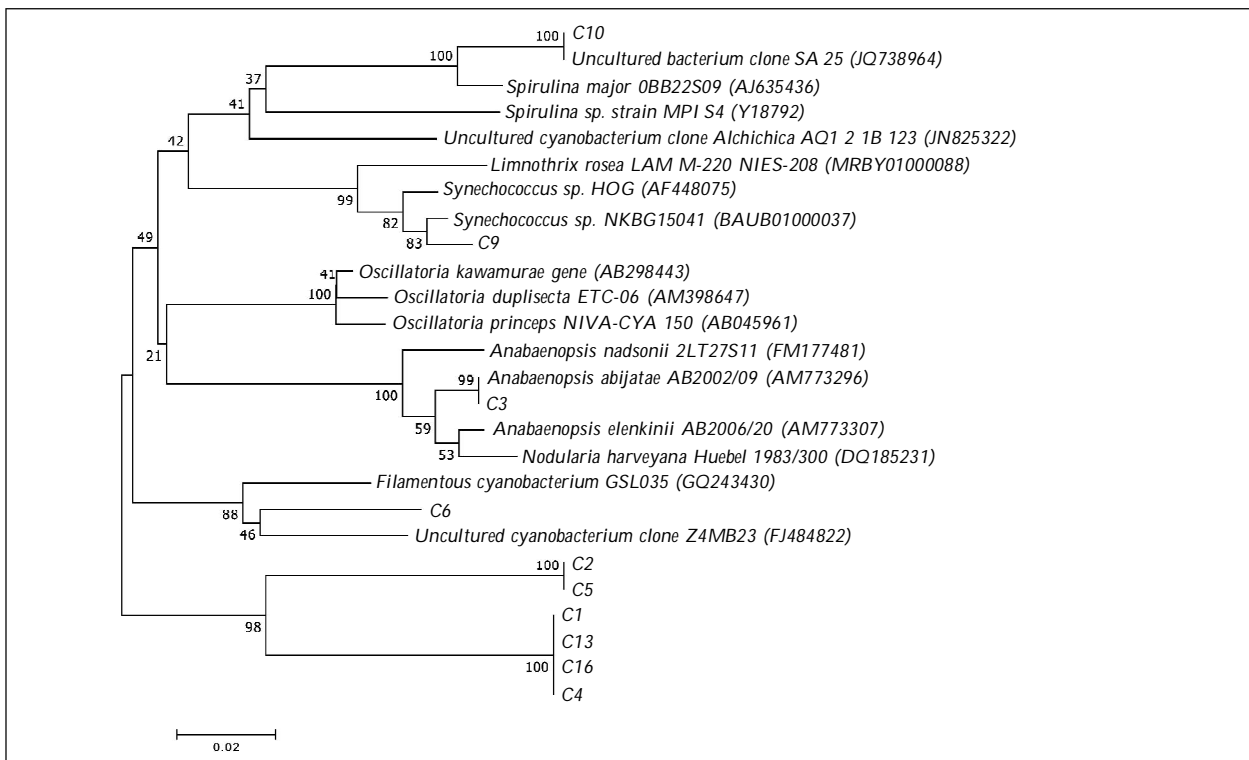 C10
100
Uncultured bacterium clone SA 25 (JQ738964)
100
Spirulina major 0BB22S09 (AJ635436)
37
Spirulina sp. strain MPI S4 (Y18792)
41
Uncultured cyanobacterium clone Alchichica AQ1 2 1B 123 (JN825322)
42
Limnothrix rosea LAM M-220 NIES-208 (MRBY01000088)
99
Synechococcus sp. HOG (AF448075)
82
Synechococcus sp. NKBG15041 (BAUB01000037)
83
C9
49
41
Oscillatoria kawamurae gene (AB298443)
100
Oscillatoria duplisecta ETC-06 (AM398647)
Oscillatoria princeps NIVA-CYA 150 (AB045961)
21
Anabaenopsis nadsonii 2LT27S11 (FM177481)
99
Anabaenopsis abijatae AB2002/09 (AM773296)
100
C3
59
Anabaenopsis elenkinii AB2006/20 (AM773307)
53
Nodularia harveyana Huebel 1983/300 (DQ185231)
Filamentous cyanobacterium GSL035 (GQ243430)
88
C6
46
Uncultured cyanobacterium clone Z4MB23 (FJ484822)
100
C2
C5
C1
98
C13
100
C16
C4
0.02